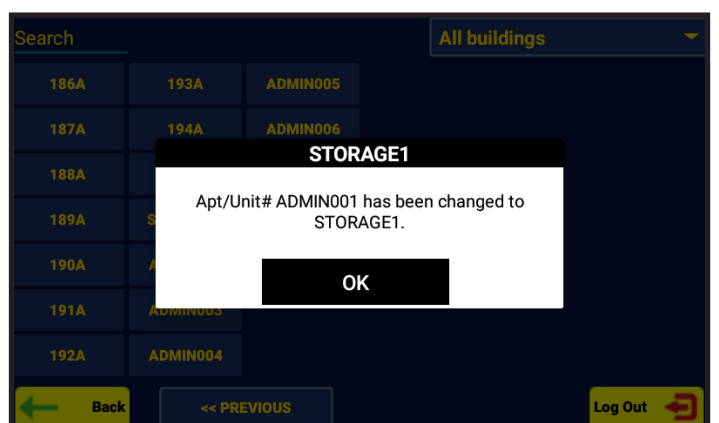 Search
All buildings
186A 193A ADMIN005
187A 194A ADMIN006
188A
189A S
190A A
191A ADMIN003
192A ADMIN004
STORAGE1
Apt/Unit# ADMIN001 has been changed to
STORAGE1.
OK
Back
<< PREVIOUS
Log Out